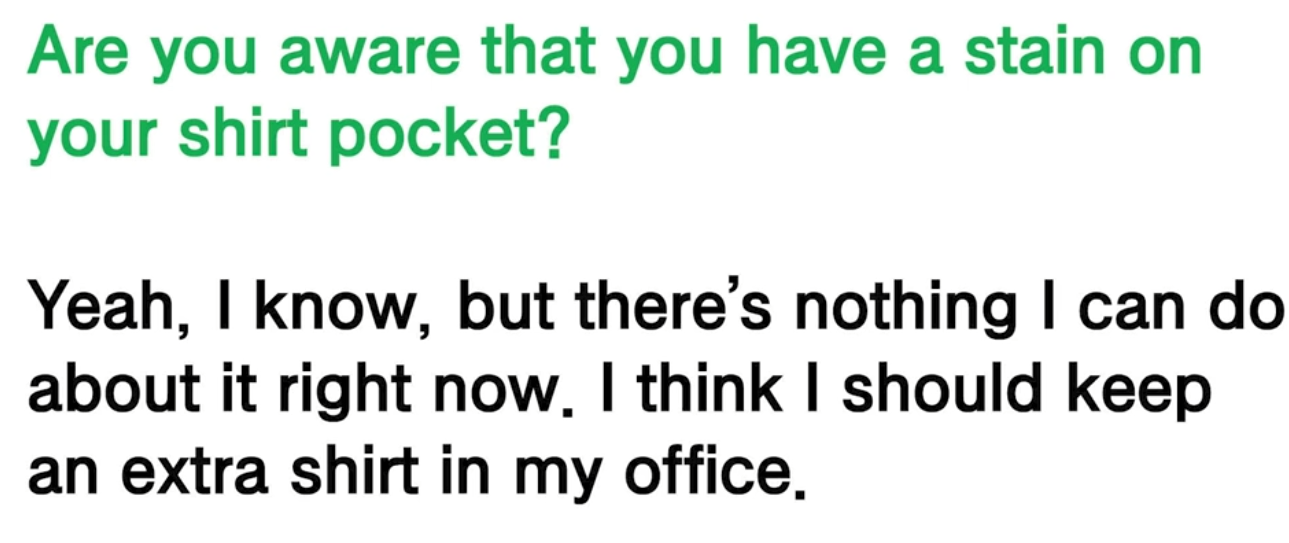 Are you aware that you have a stain on
your shirt pocket?
Yeah, I know, but there’s nothing I can do
about it right now. I think I should keep
an extra shirt in my office.